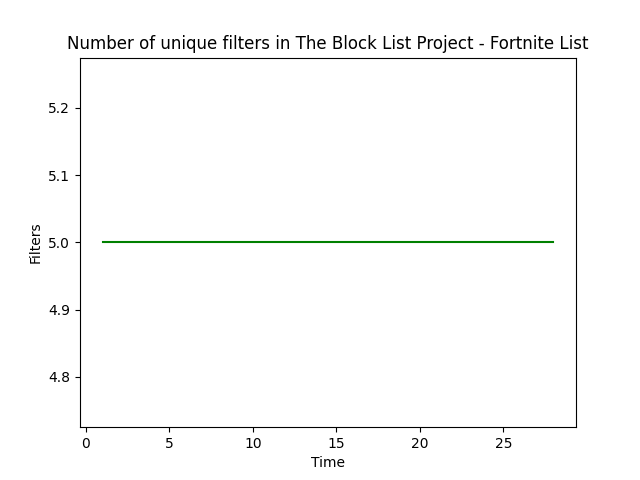 Number of unique filters in The Block List Project - Fortnite List
5.2
5.1
5.0
4.9
4.8
Filters
0 5 10 15 20 25
Time